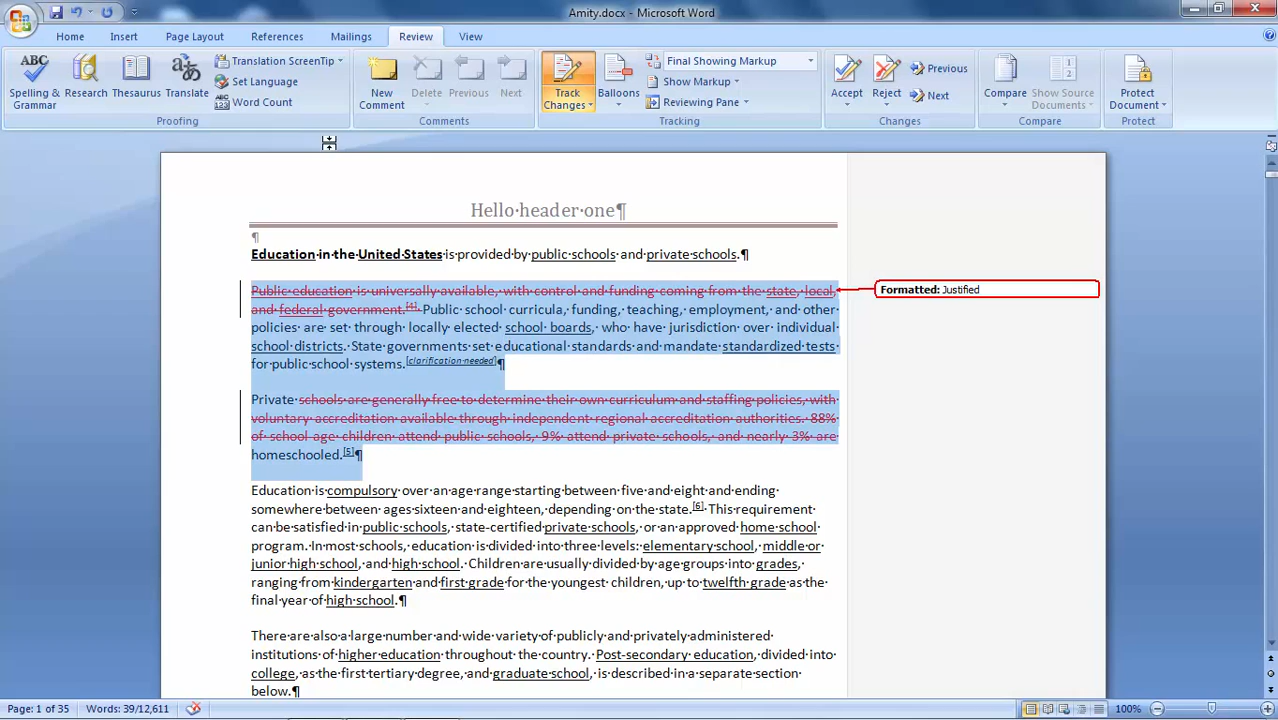 Amity.docx - Microsoft Word
Home Insert Page Layout References Mailings Review View
ABC
Spelling & Grammar
Research
Thesaurus
Translate
Translation ScreenTip
Set Language
ABC 123 Word Count
Proofing
New Comment
Delete
Previous
Next
Comments
Track Changes
Balloons
Final Showing Markup
Show Markup
Reviewing Pane
Tracking
Accept
Reject
Previous
Next
Changes
Compare
Show Source Documents
Compare
Protect Document
Protect
Hello·header·one¶
¶
Education·in·the·United·States·is·provided·by·public·schools··and·private·schools.¶
Public·education·is·universally·available,·with·control·and·funding·coming·from·the·state,·local,·
and·federal·government.[4]·Public·school·curricula,·funding,·teaching,·employment,·and·other·
policies·are·set·through·locally·elected·school·boards,·who·have·jurisdiction·over·individual·
school·districts.·State·governments·set·educational·standards·and·mandate·standardized·tests·
for·public·school·systems.[clarification·needed]¶
Private·schools·are·generally·free·to·determine·their·own·curriculum·and·staffing·policies,·with·
voluntary·accreditation·available·through·independent·regional·accreditation·authorities.·88%·
of·school-age·children·attend·public·schools,·9%·attend·private·schools,·and·nearly·3%·are·
homeschooled.[5]¶
Education·is·compulsory·over·an·age·range·starting·between·five·and·eight·and·ending·
somewhere·between·ages·sixteen·and·eighteen,·depending·on·the·state.[6]·This·requirement·
can·be·satisfied·in·public·schools,·state-certified·private·schools,·or·an·approved·home·school·
program.·In·most·schools,·education·is·divided·into·three·levels:·elementary·school,·middle·or·
junior·high·school,·and·high·school.·Children·are·usually·divided·by·age·groups·into·grades,·
ranging·from·kindergarten·and·first·grade·for·the·youngest·children,·up·to·twelfth·grade·as·the·
final·year·of·high·school.¶
There·are·also·a·large·number·and·wide·variety·of·publicly·and·privately·administered·
institutions·of·higher·education·throughout·the·country.·Post-secondary·education,·divided·into·
college,·as·the·first·tertiary·degree,·and·graduate·school,·is·described·in·a·separate·section·
below.¶
Formatted: Justified
Page: 1 of 35 Words: 39/12,611 100%